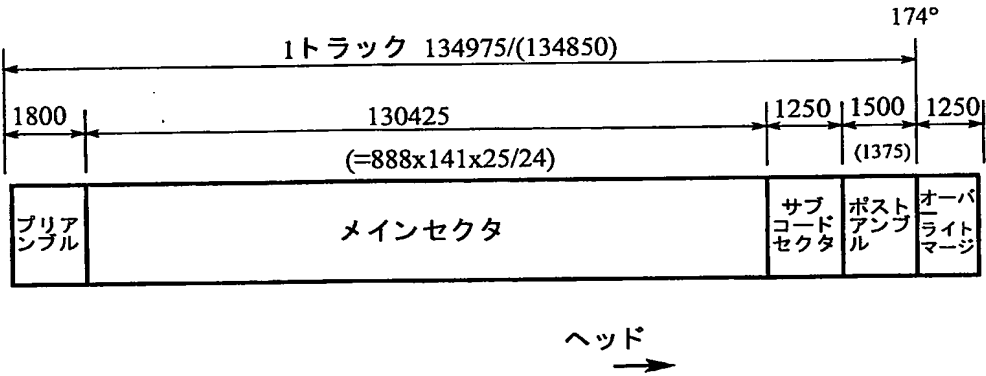 174°
1トラック 134975/(134850)
1800
130425
1250
1500
1250
(=888x141x25/24)
(1375)
プリア
ンブル
メインセクタ
サブ
コード
セクタ
ポスト
アンブ
ル
オーバ
ー
ライト
マージ
ヘッド